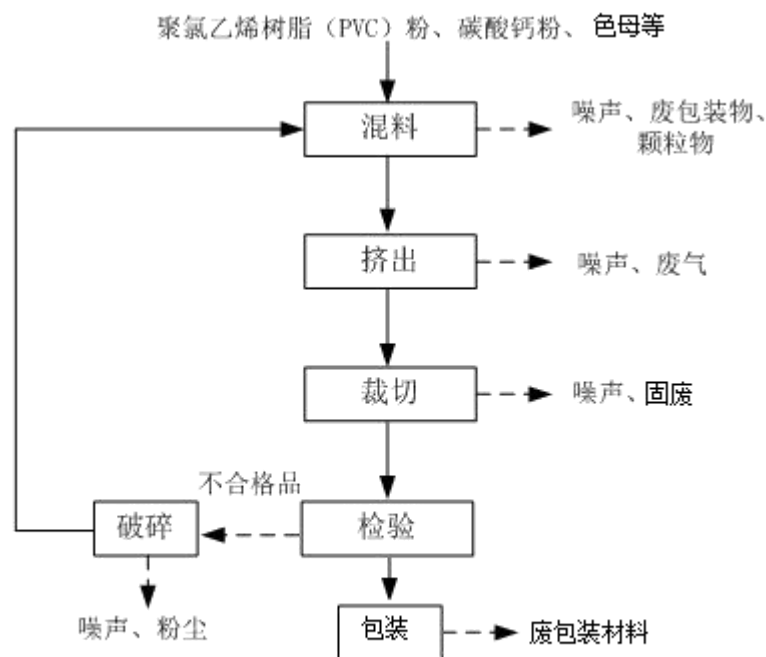 聚氯乙烯树脂（PVC）粉、碳酸钙粉、色母等
混料
噪声、废包装物、
颗粒物
挤出
噪声、废气
裁切
噪声、固废
不合格品
破碎
检验
噪声、粉尘
包装
废包装材料